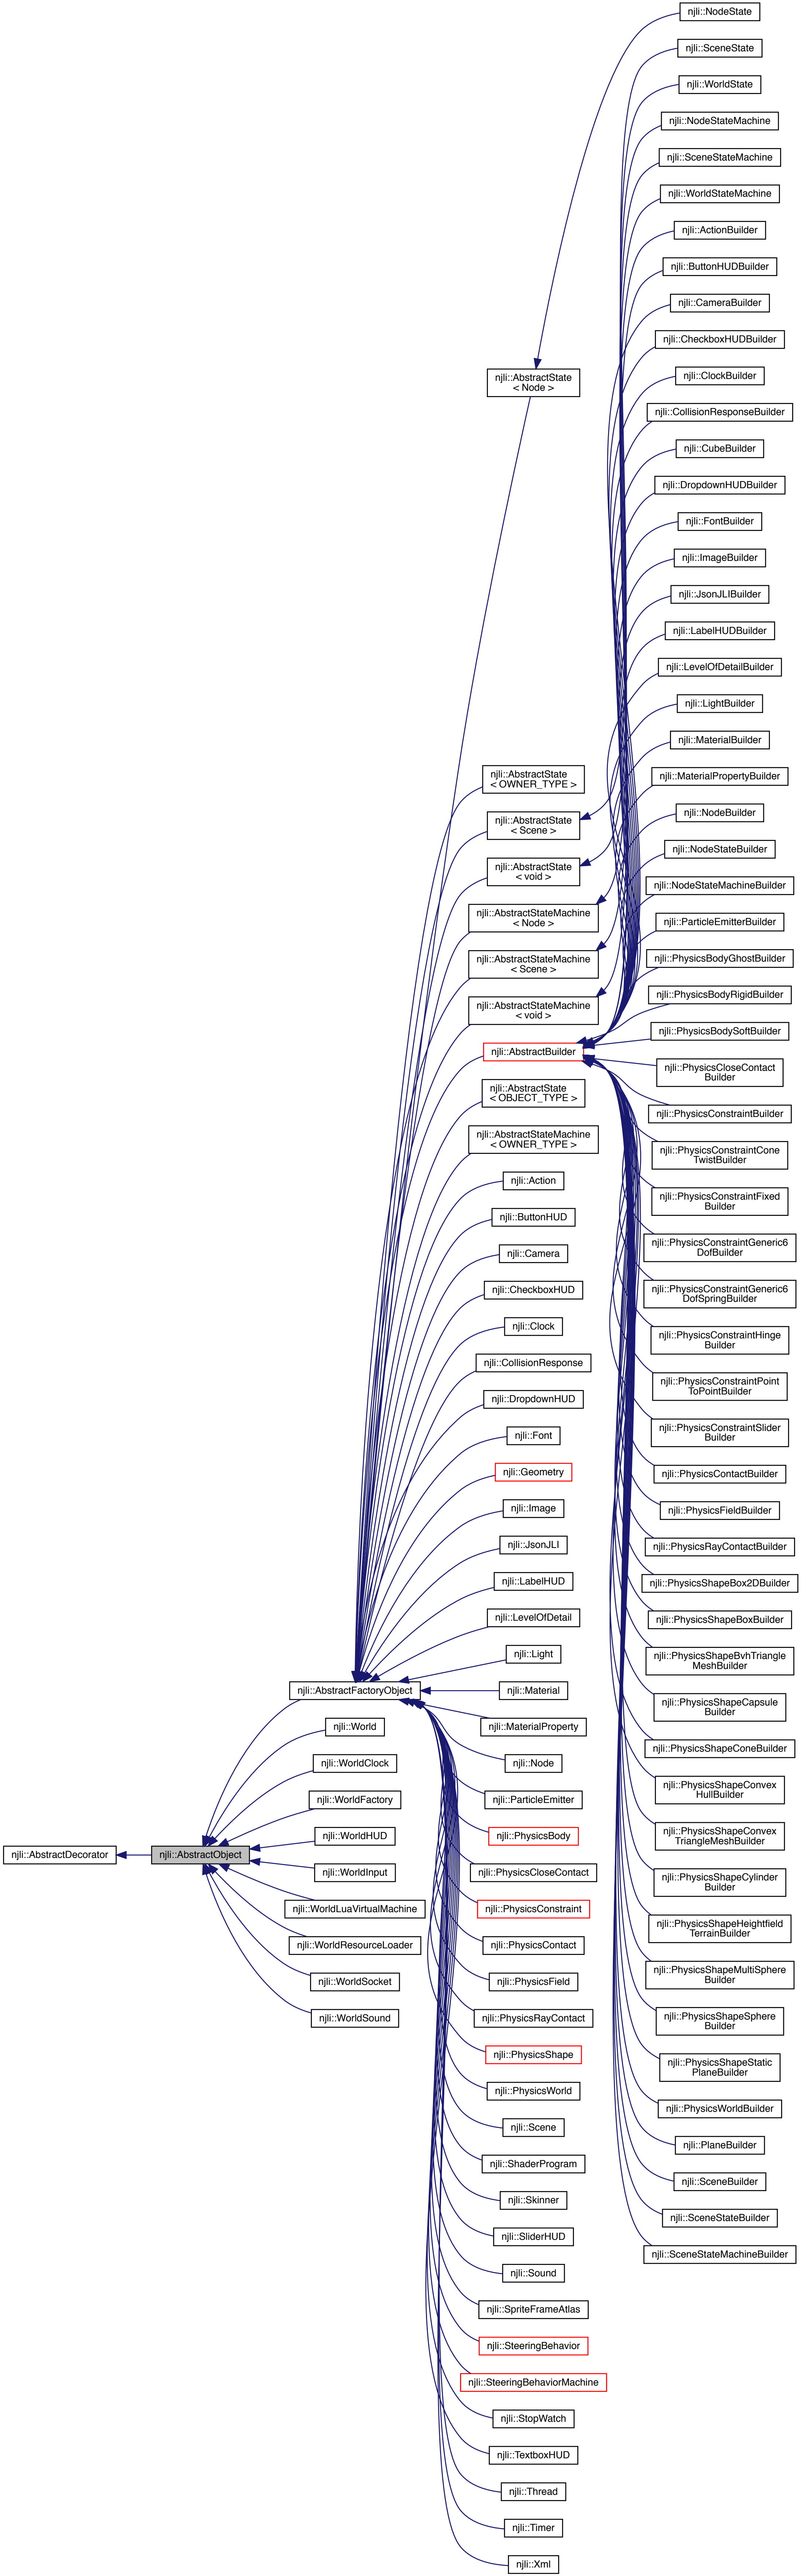 njli::AbstractDecorator
njli::AbstractObject
njli::AbstractFactoryObject
njli::World
njli::WorldClock
njli::WorldFactory
njli::WorldHUD
njli::WorldInput
njli::WorldLuaVirtualMachine
njli::WorldResourceLoader
njli::WorldSocket
njli::WorldSound
njli::AbstractState
< Node >
njli::AbstractState
< OWNER_TYPE >
njli::AbstractState
< Scene >
njli::AbstractState
< void >
njli::AbstractStateMachine
< Node >
njli::AbstractStateMachine
< Scene >
njli::AbstractStateMachine
< void >
njli::AbstractBuilder
njli::AbstractState
< OBJECT_TYPE >
njli::AbstractStateMachine
< OWNER_TYPE >
njli::Action
njli::ButtonHUD
njli::Camera
njli::CheckboxHUD
njli::Clock
njli::CollisionResponse
njli::DropdownHUD
njli::Font
njli::Geometry
njli::Image
njli::JsonJLI
njli::LabelHUD
njli::LevelOfDetail
njli::Light
njli::Material
njli::MaterialProperty
njli::Node
njli::ParticleEmitter
njli::PhysicsBody
njli::PhysicsCloseContact
njli::PhysicsConstraint
njli::PhysicsContact
njli::PhysicsField
njli::PhysicsRayContact
njli::PhysicsShape
njli::PhysicsWorld
njli::Scene
njli::ShaderProgram
njli::Skinner
njli::SliderHUD
njli::Sound
njli::SpriteFrameAtlas
njli::SteeringBehavior
njli::SteeringBehaviorMachine
njli::StopWatch
njli::TextboxHUD
njli::Thread
njli::Timer
njli::Xml
njli::NodeState
njli::SceneState
njli::WorldState
njli::NodeStateMachine
njli::SceneStateMachine
njli::WorldStateMachine
njli::ActionBuilder
njli::ButtonHUDBuilder
njli::CameraBuilder
njli::CheckboxHUDBuilder
njli::ClockBuilder
njli::CollisionResponseBuilder
njli::CubeBuilder
njli::DropdownHUDBuilder
njli::FontBuilder
njli::ImageBuilder
njli::JsonJLIBuilder
njli::LabelHUDBuilder
njli::LevelOfDetailBuilder
njli::LightBuilder
njli::MaterialBuilder
njli::MaterialPropertyBuilder
njli::NodeBuilder
njli::NodeStateBuilder
njli::NodeStateMachineBuilder
njli::ParticleEmitterBuilder
njli::PhysicsBodyGhostBuilder
njli::PhysicsBodyRigidBuilder
njli::PhysicsBodySoftBuilder
njli::PhysicsCloseContact
Builder
njli::PhysicsConstraintBuilder
njli::PhysicsConstraintCone
TwistBuilder
njli::PhysicsConstraintFixed
Builder
njli::PhysicsConstraintGeneric6
DofBuilder
njli::PhysicsConstraintGeneric6
DofSpringBuilder
njli::PhysicsConstraintHinge
Builder
njli::PhysicsConstraintPoint
ToPointBuilder
njli::PhysicsConstraintSlider
Builder
njli::PhysicsContactBuilder
njli::PhysicsFieldBuilder
njli::PhysicsRayContactBuilder
njli::PhysicsShapeBox2DBuilder
njli::PhysicsShapeBoxBuilder
njli::PhysicsShapeBvhTriangle
MeshBuilder
njli::PhysicsShapeCapsule
Builder
njli::PhysicsShapeConeBuilder
njli::PhysicsShapeConvex
HullBuilder
njli::PhysicsShapeConvex
TriangleMeshBuilder
njli::PhysicsShapeCylinder
Builder
njli::PhysicsShapeHeightfield
TerrainBuilder
njli::PhysicsShapeMultiSphere
Builder
njli::PhysicsShapeSphere
Builder
njli::PhysicsShapeStatic
PlaneBuilder
njli::PhysicsWorldBuilder
njli::PlaneBuilder
njli::SceneBuilder
njli::SceneStateBuilder
njli::SceneStateMachineBuilder